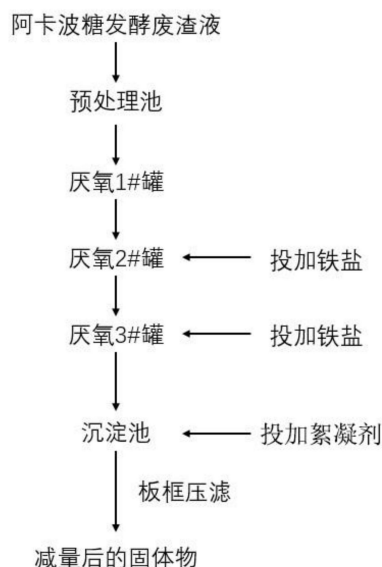 阿卡波糖发酵废渣液
预处理池
厌氧1#罐
厌氧2#罐
投加铁盐
厌氧3#罐
投加铁盐
沉淀池
投加絮凝剂
板框压滤
减量后的固体物